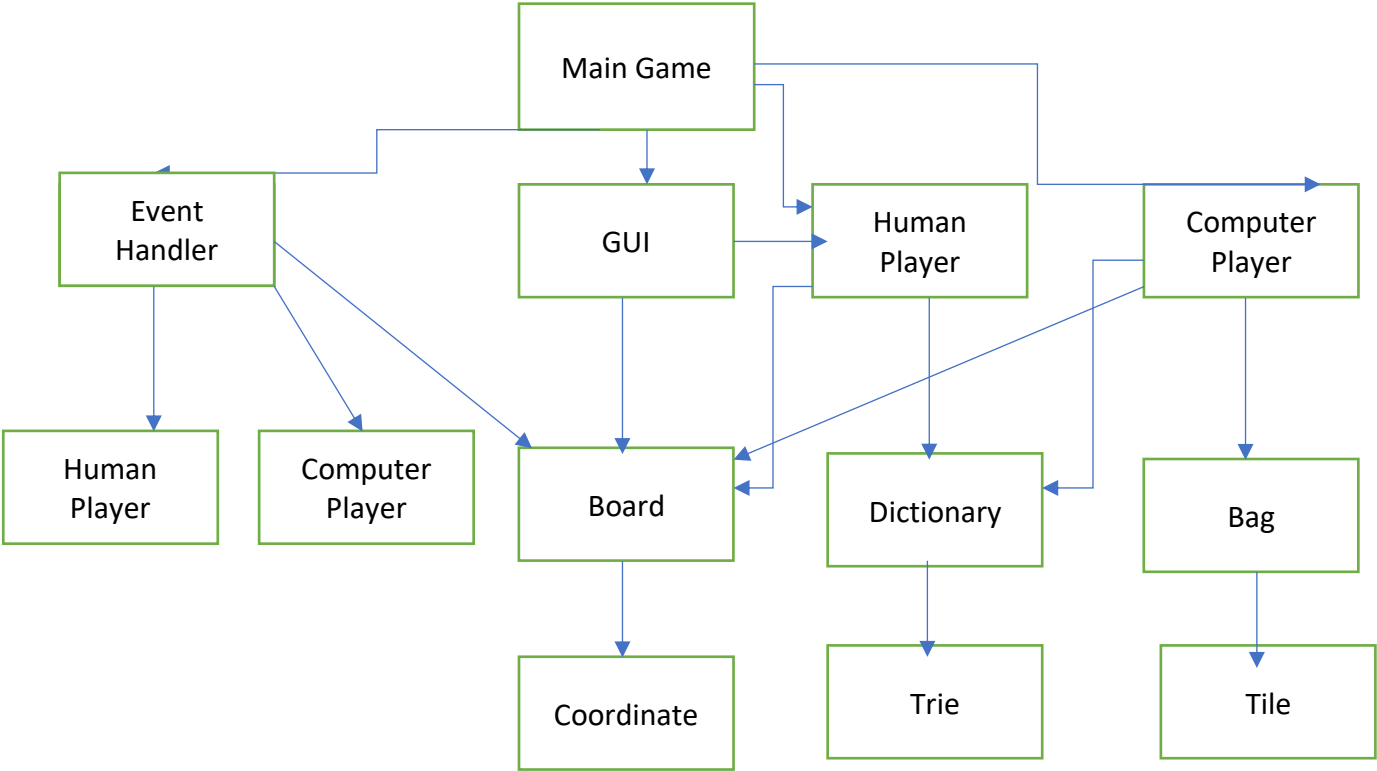 Main Game
Event
Handler
GUI
Human
Player
Computer
Player
Human
Player
Computer
Player
Board
Dictionary
Bag
Coordinate
Trie
Tile